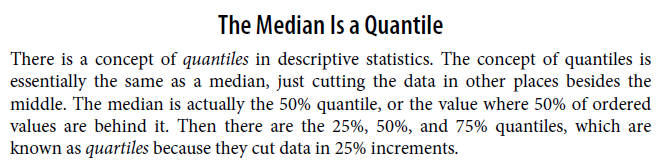 The Median Is a Quantile
There is a concept of quantiles in descriptive statistics. The concept of quantiles is
essentially the same as a median, just cutting the data in other places besides the
middle. The median is actually the 50% quantile, or the value where 50% of ordered
values are behind it. Then there are the 25%, 50%, and 75% quantiles, which are
known as quartiles because they cut data in 25% increments.